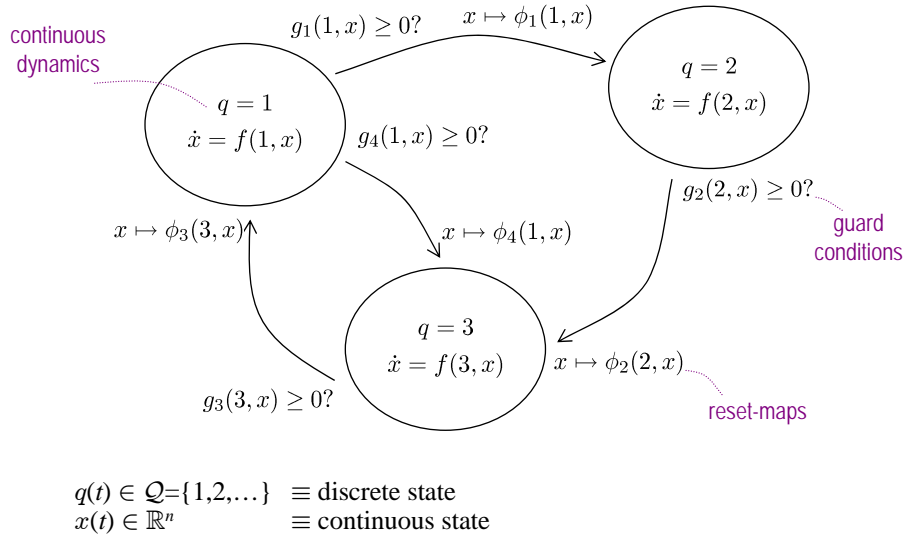 g₁(1, x) ≥ 0?
x ↦ ϕ₁(1, x)
continuous
dynamics
q = 1
ẋ = f(1, x)
q = 2
ẋ = f(2, x)
g₄(1, x) ≥ 0?
g₂(2, x) ≥ 0?
guard
conditions
x ↦ ϕ₃(3, x)
x ↦ ϕ₄(1, x)
q = 3
ẋ = f(3, x)
x ↦ ϕ₂(2, x)
g₃(3, x) ≥ 0?
reset-maps
q(t) ∈ 𝒬={1,2,…} ≡ discrete state
x(t) ∈ ℝⁿ ≡ continuous state